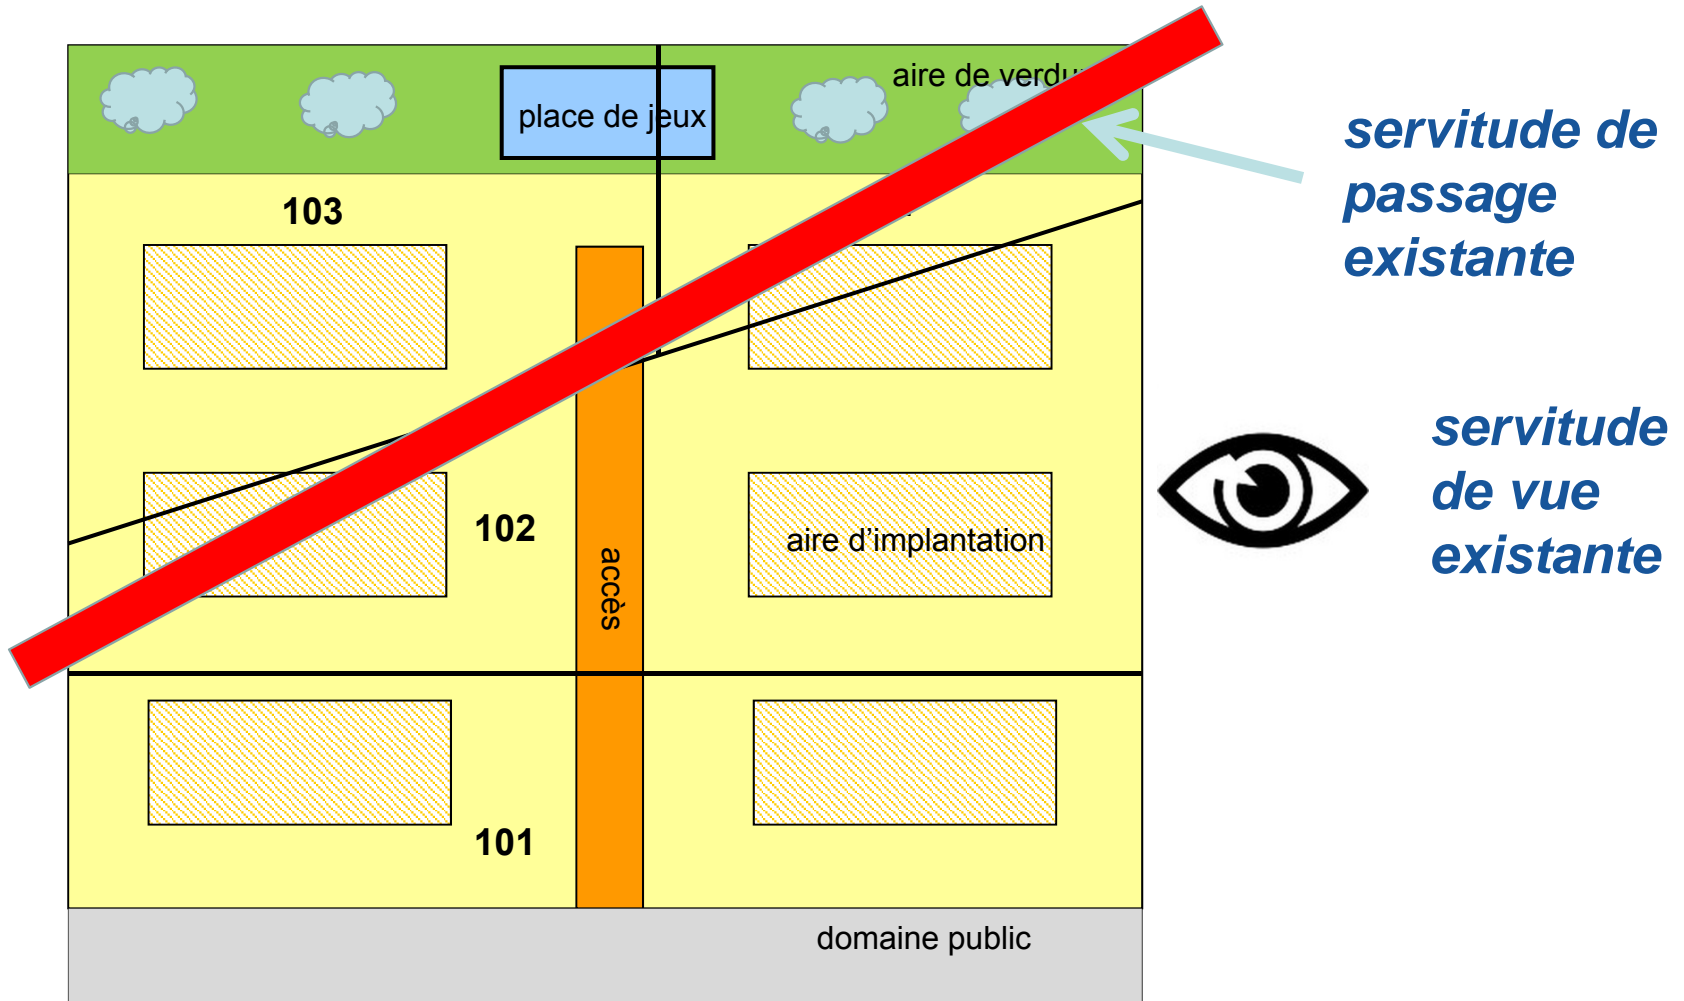 aire de
place de jeux
servitude de
passage
existante
103
servitude
de vue
existante
102
aire d’implantation
accès
101
domaine public